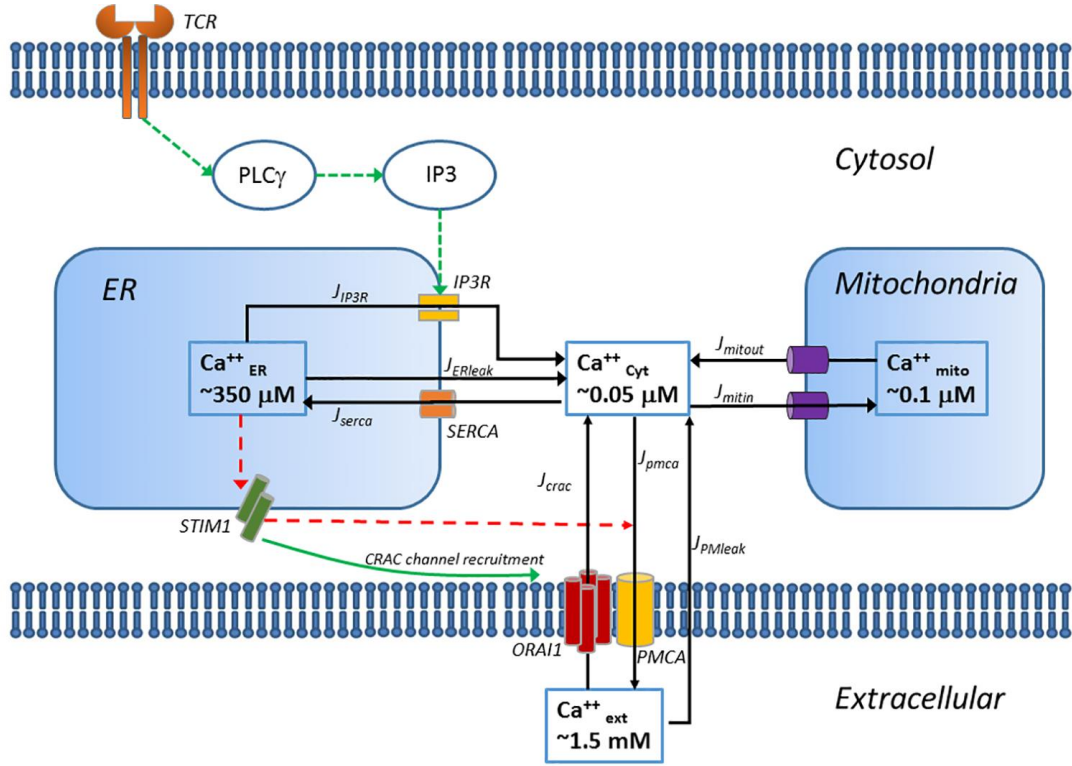 TCR
Cytosol
PLCγ
IP3
ER
IP3R
Mitochondria
J_IP3R
Ca⁺⁺ ER
~350 μM
J_ERleak
J_serca
SERCA
Ca⁺⁺ Cyt
~0.05 μM
J_mitout
J_mitin
Ca⁺⁺ mito
~0.1 μM
J_crac
J_pmca
J_PMleak
STIM1
CRAC channel recruitment
ORAI1
PMCA
Ca⁺⁺ ext
~1.5 mM
Extracellular